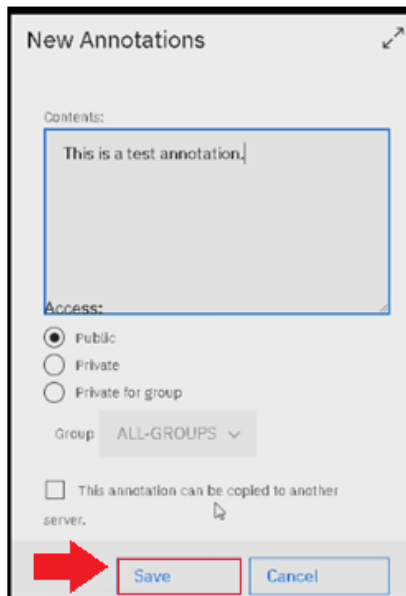 New Annotations
Contents:
This is a test annotation.
Access:
Public
Private
Private for group
Group ALL-GROUPS
This annotation can be copied to another
server.
Save Cancel